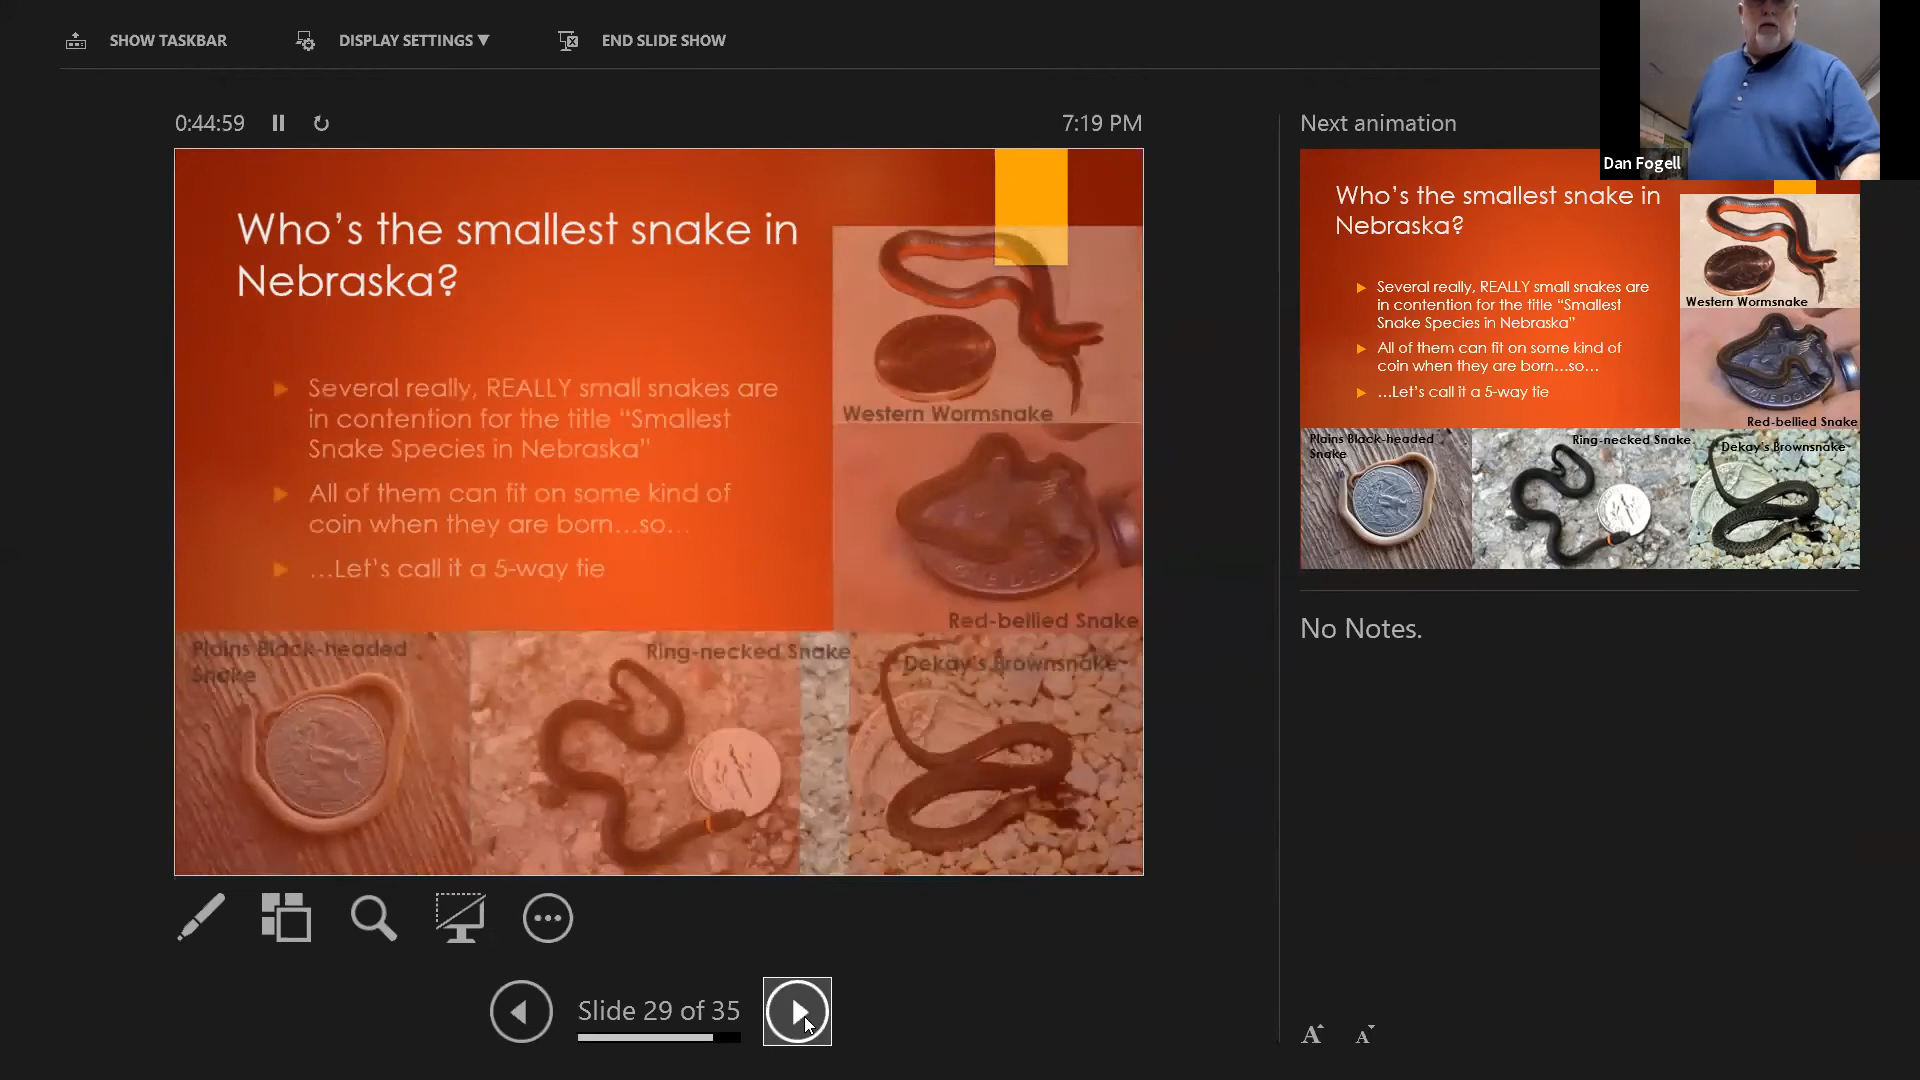 SHOW TASKBAR
DISPLAY SETTINGS ▼
END SLIDE SHOW
0:44:59
7:19 PM
Who's the smallest snake in
Nebraska?
Several really, REALLY small snakes are
in contention for the title “Smallest
Snake Species in Nebraska”
All of them can fit on some kind of
coin when they are born…so…
…Let's call it a 5-way tie
Western Wormsnake
ONE DOL
Red-bellied Snake
Plains Black-headed
Snake
Ring-necked Snake
Dekay's Brownsnake
Slide 29 of 35
Next animation
Dan Fogell
Who's the smallest snake in
Nebraska?
Several really, REALLY small snakes are
in contention for the title “Smallest
Snake Species in Nebraska”
All of them can fit on some kind of
coin when they are born…so…
…Let's call it a 5-way tie
Western Wormsnake
ONE DOL
Red-bellied Snake
Plains Black-headed
Snake
Ring-necked Snake
Dekay's Brownsnake
No Notes.
A A